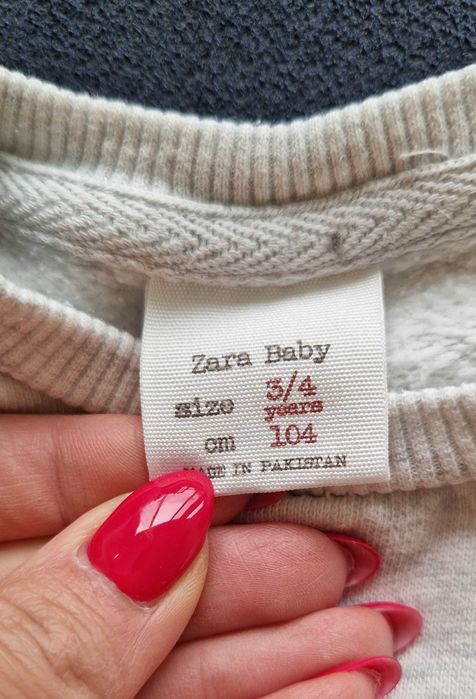 Zara Baby
size 3/4
years
cm 104
MADE IN PAKISTAN